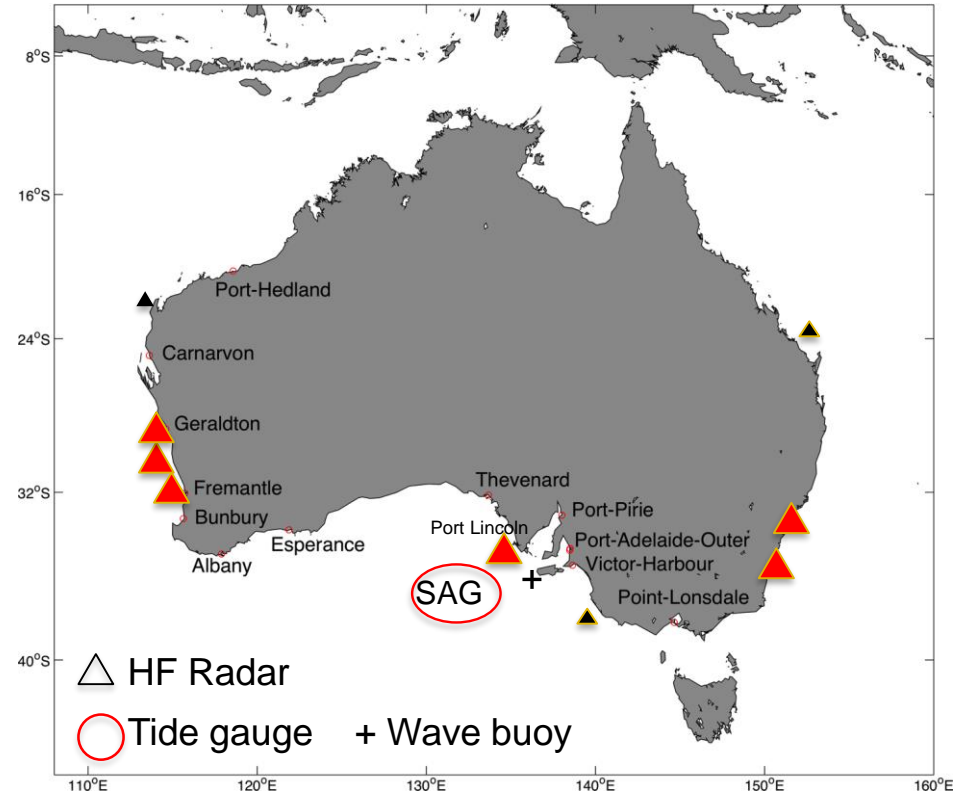 8°S
16°S
Port-Hedland
24°S
Carnarvon
Geraldton
Thevenard
32°S
Fremantle
Port-Pirie
Bunbury
Port Lincoln
Port-Adelaide-Outer
Esperance
Albany
Victor-Harbour
SAG
Point-Lonsdale
40°S
HF Radar
Tide gauge + Wave buoy
110°E 120°E 130°E 140°E 150°E 160°E